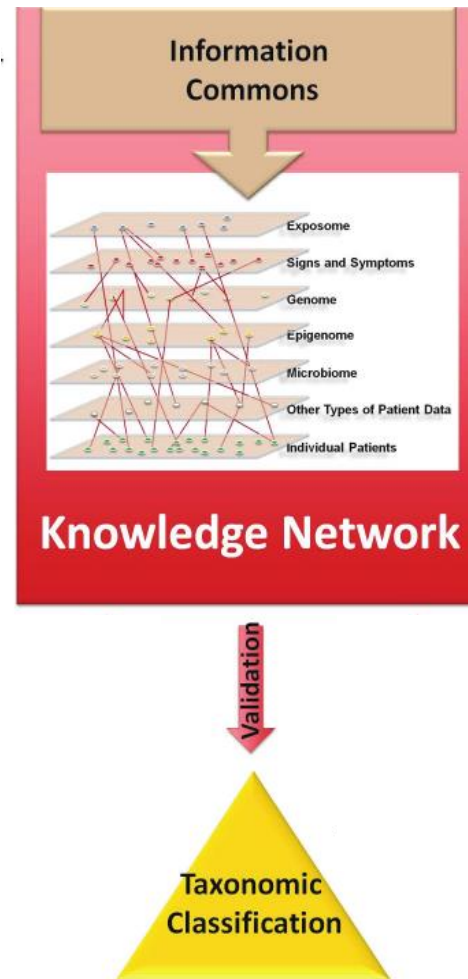 Information
Commons
Exposome
Signs and Symptoms
Genome
Epigenome
Microbiome
Other Types of Patient Data
Individual Patients
Knowledge Network
Validation
Taxonomic
Classification